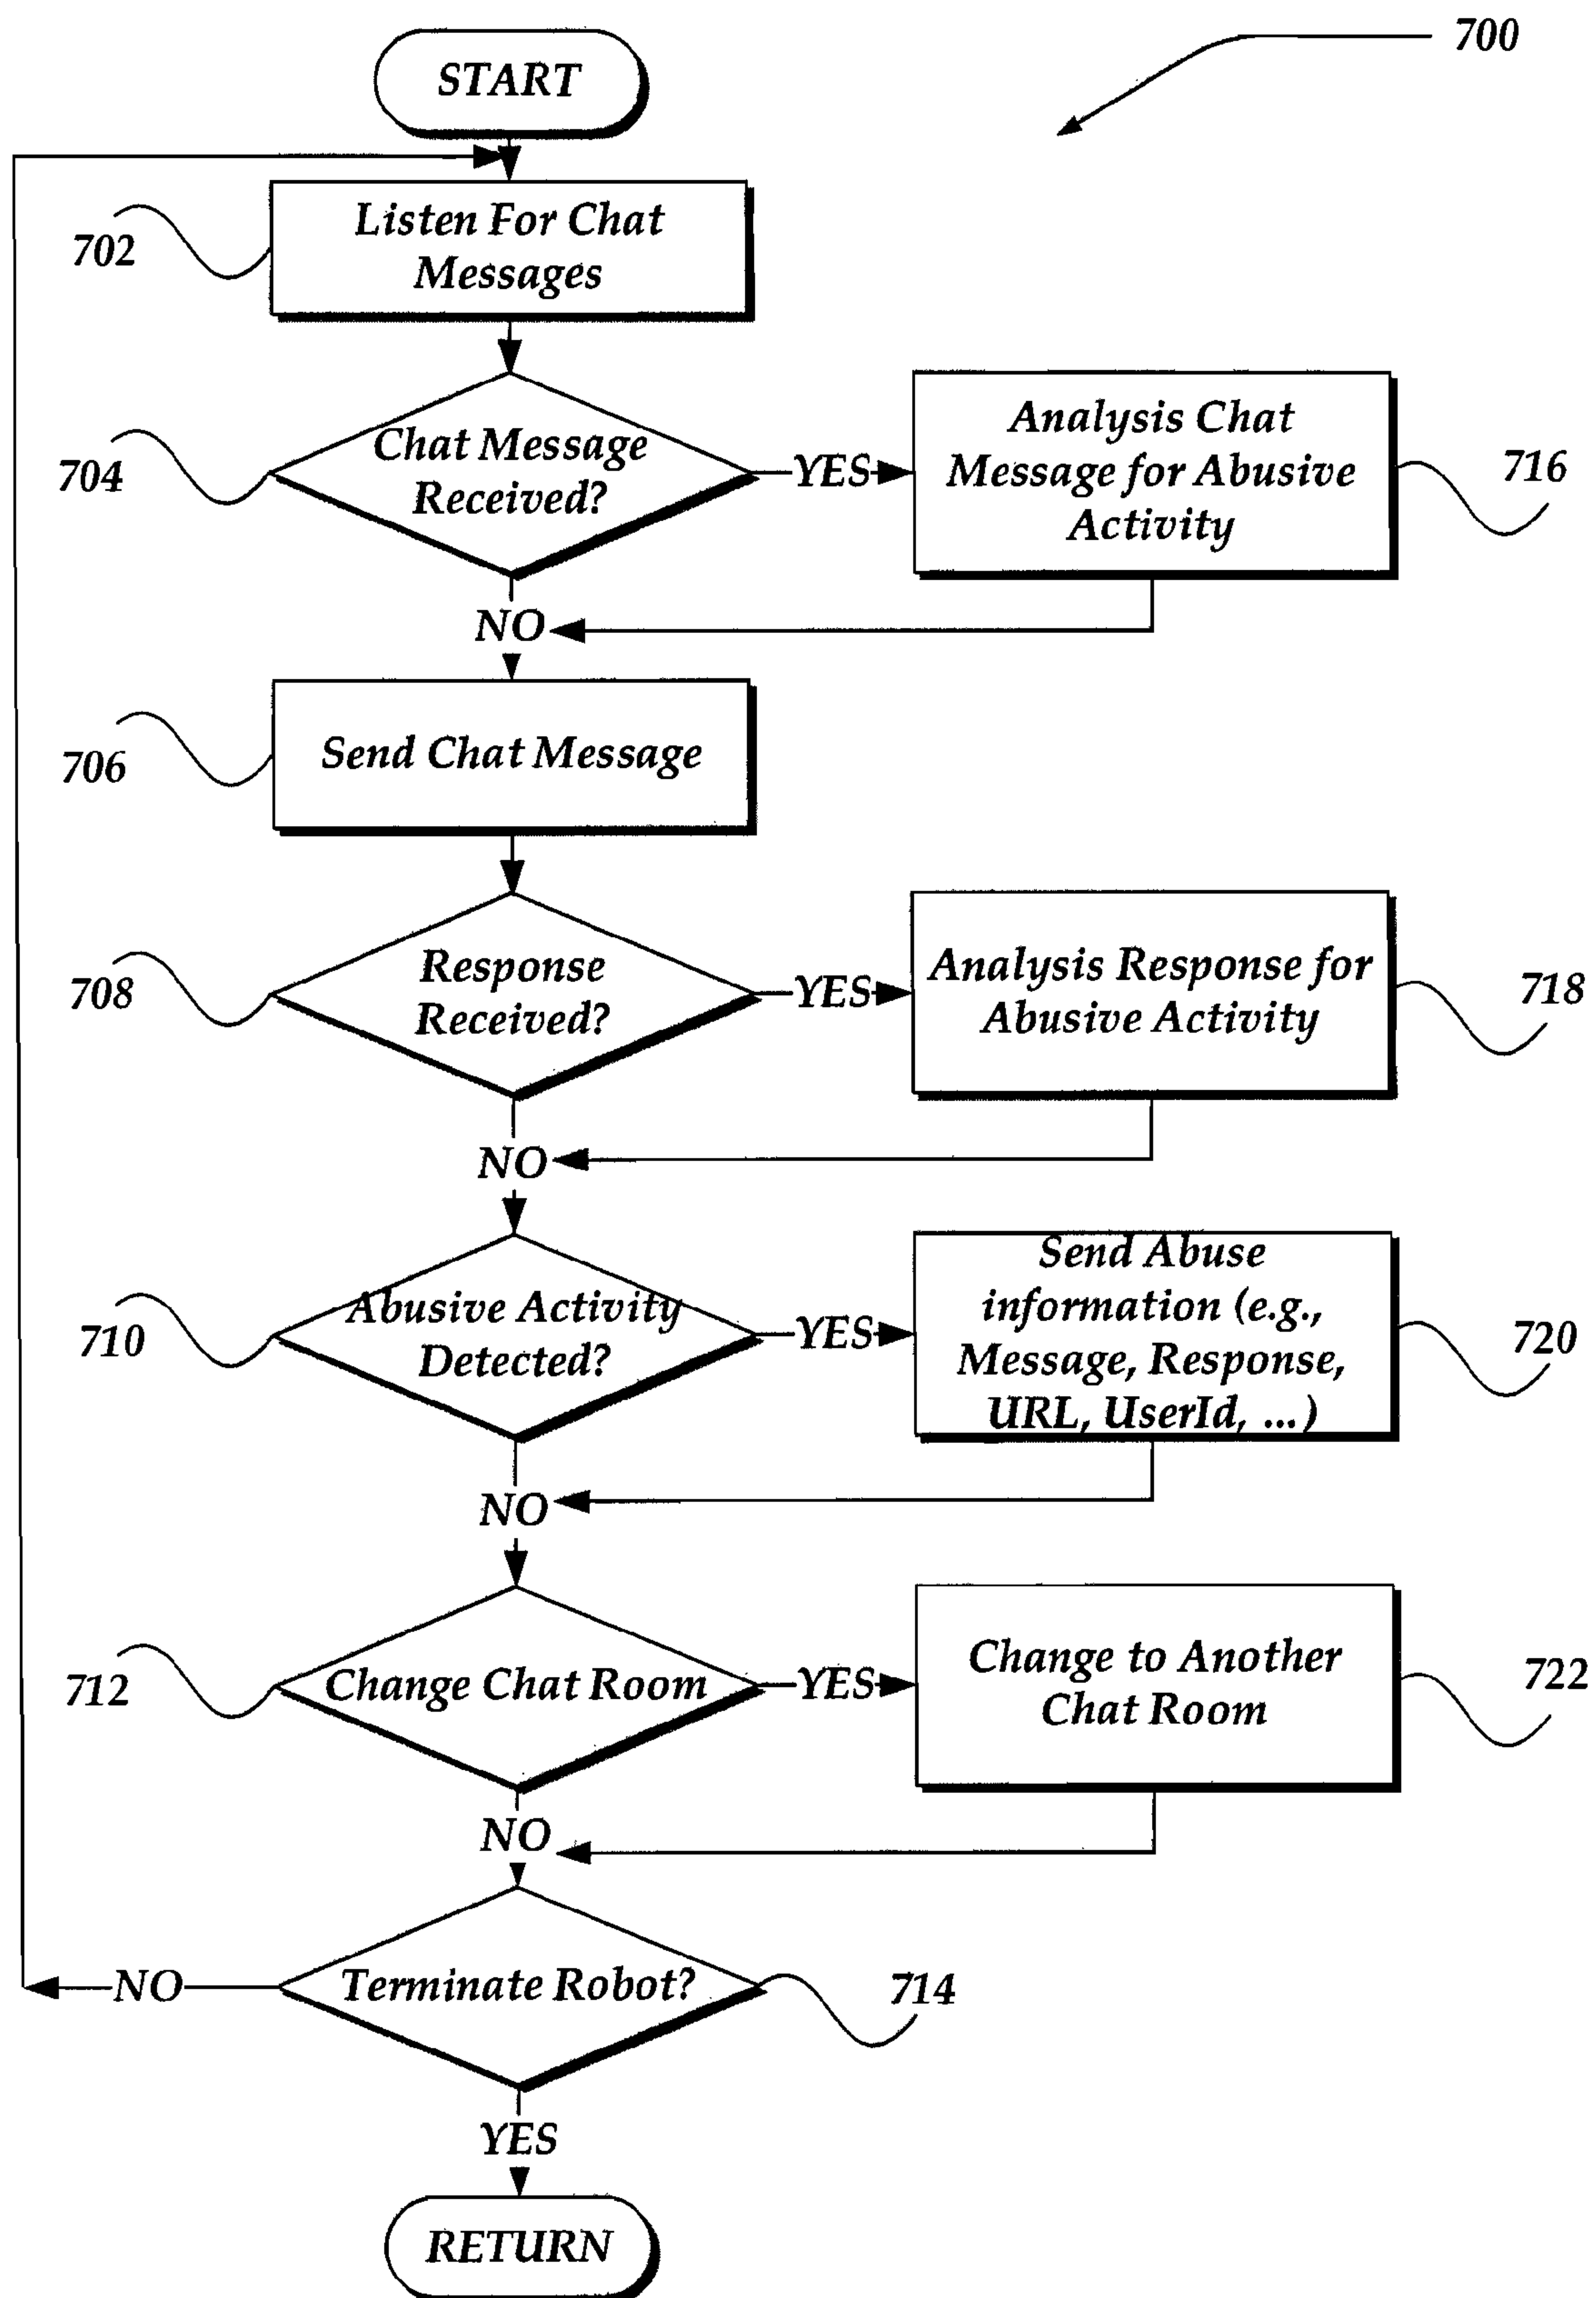 700
START
702
Listen For Chat
Messages
704
Chat Message
Received?
YES
Analysis Chat
Message for Abusive
Activity
716
NO
706
Send Chat Message
708
Response
Received?
YES
Analysis Response for
Abusive Activity
718
NO
710
Abusive Activity
Detected?
YES
Send Abuse
information (e.g.,
Message, Response,
URL, UserId, ...)
720
NO
712
Change Chat Room
YES
Change to Another
Chat Room
722
NO
NO
Terminate Robot?
714
YES
RETURN